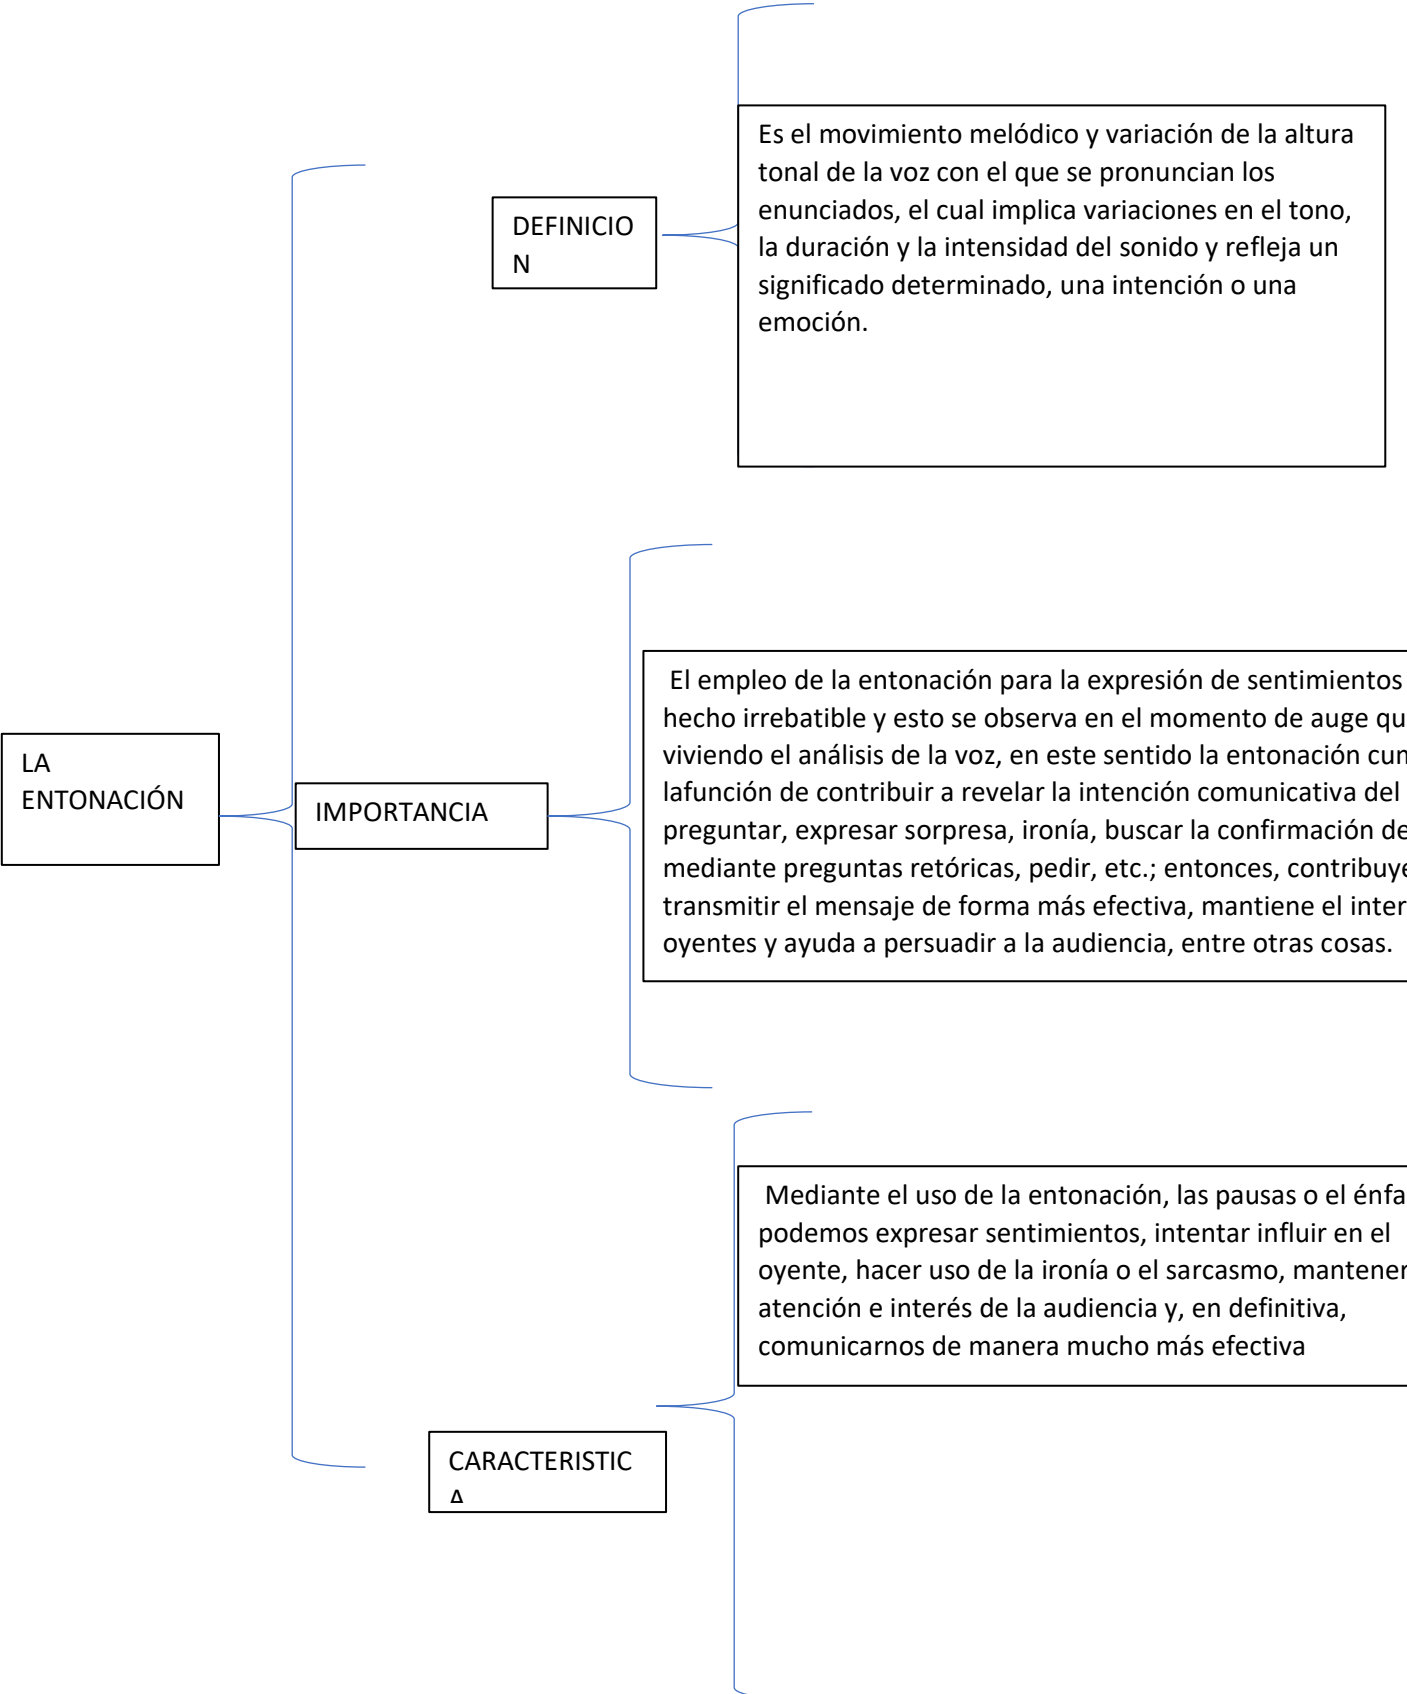 LA
ENTONACIÓN
DEFINICIO
N
Es el movimiento melódico y variación de la altura
tonal de la voz con el que se pronuncian los
enunciados, el cual implica variaciones en el tono,
la duración y la intensidad del sonido y refleja un
significado determinado, una intención o una
emoción.
IMPORTANCIA
El empleo de la entonación para la expresión de sentimientos
hecho irrebatible y esto se observa en el momento de auge qu
viviendo el análisis de la voz, en este sentido la entonación cun
lafunción de contribuir a revelar la intención comunicativa del
preguntar, expresar sorpresa, ironía, buscar la confirmación de
mediante preguntas retóricas, pedir, etc.; entonces, contribuye
transmitir el mensaje de forma más efectiva, mantiene el inter
oyentes y ayuda a persuadir a la audiencia, entre otras cosas.
CARACTERISTIC
A
Mediante el uso de la entonación, las pausas o el énfa
podemos expresar sentimientos, intentar influir en el
oyente, hacer uso de la ironía o el sarcasmo, mantener
atención e interés de la audiencia y, en definitiva,
comunicarnos de manera mucho más efectiva